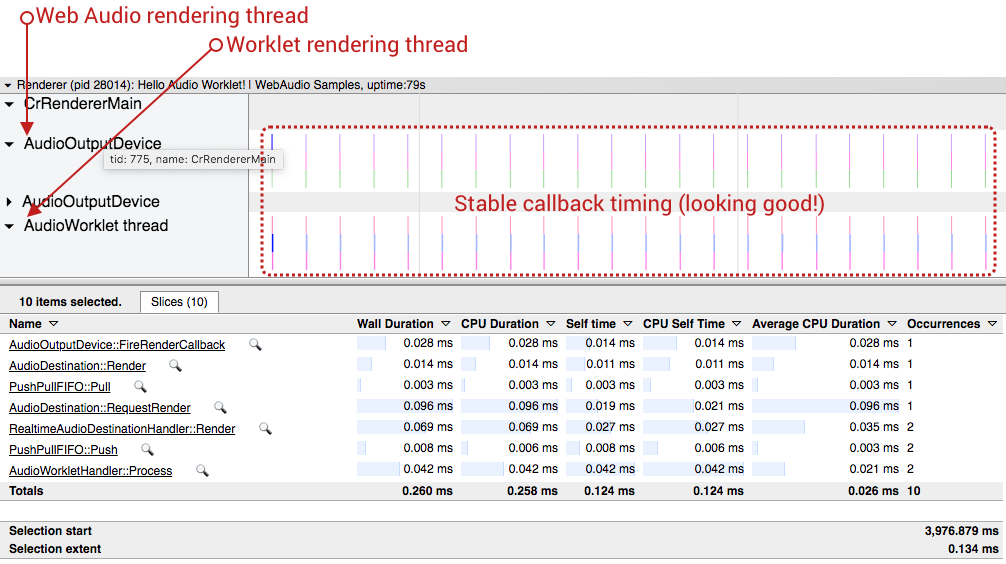 Web Audio rendering thread
Worklet rendering thread
Renderer (pid 28014): Hello Audio Worklet! | WebAudio Samples, uptime:79s
CrRendererMain
AudioOutputDevice
tid: 775, name: CrRendererMain
AudioOutputDevice
Stable callback timing (looking good!)
AudioWorklet thread
10 items selected. Slices (10)
Name Wall Duration CPU Duration Self time CPU Self Time Average CPU Duration Occurrences
AudioOutputDevice::FireRenderCallback 0.028 ms 0.028 ms 0.014 ms 0.014 ms 0.028 ms 1
AudioDestination::Render 0.014 ms 0.014 ms 0.011 ms 0.011 ms 0.014 ms 1
PushPullFIFO::Pull 0.003 ms 0.003 ms 0.003 ms 0.003 ms 0.003 ms 1
AudioDestination::RequestRender 0.096 ms 0.096 ms 0.019 ms 0.021 ms 0.096 ms 1
RealtimeAudioDestinationHandler::Render 0.069 ms 0.069 ms 0.027 ms 0.027 ms 0.035 ms 2
PushPullFIFO::Push 0.008 ms 0.006 ms 0.008 ms 0.006 ms 0.003 ms 2
AudioWorkletHandler::Process 0.042 ms 0.042 ms 0.042 ms 0.042 ms 0.021 ms 2
Totals 0.260 ms 0.258 ms 0.124 ms 0.124 ms 0.026 ms 10
Selection start 3,976.879 ms
Selection extent 0.134 ms